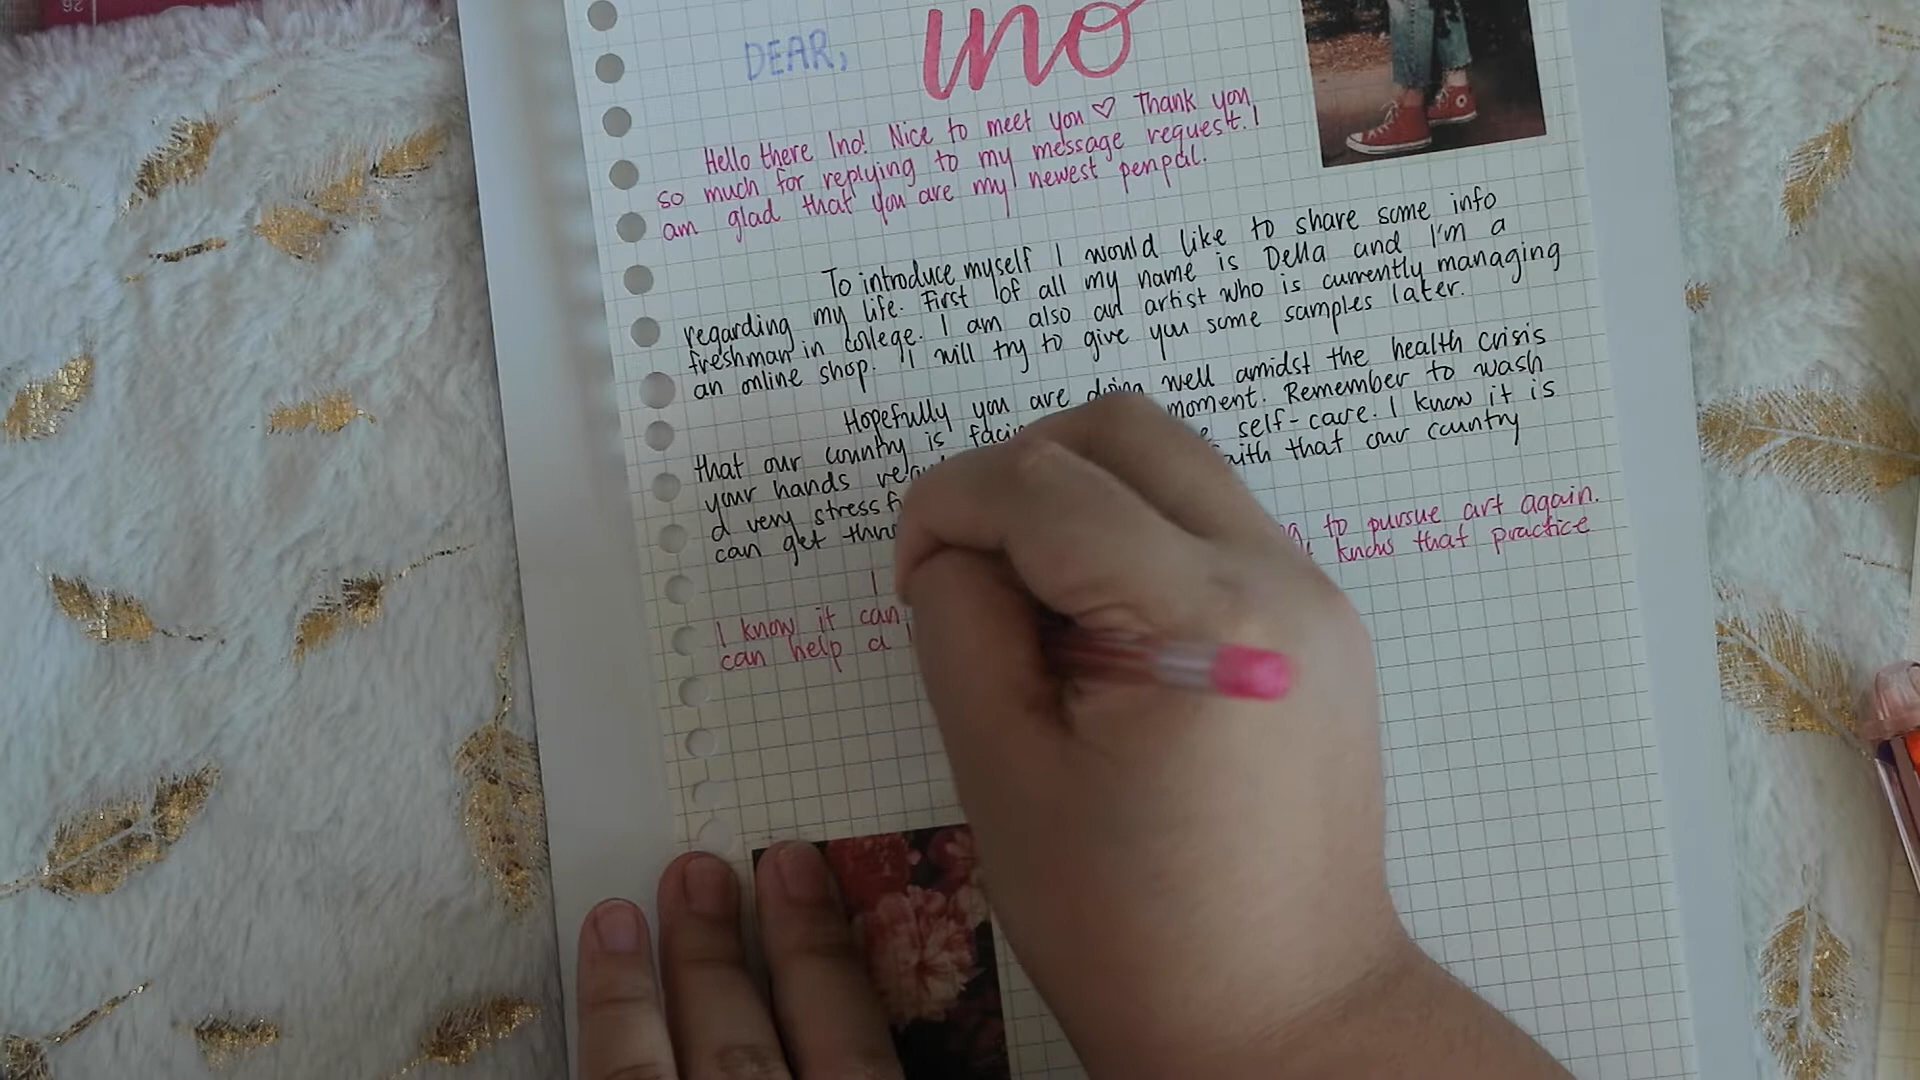 26
DEAR,
ino
Hello there Ino! Nice to meet you ♡ Thank you
so much for replying to my message request. I
am glad that you are my newest penpal.
To introduce myself I would like to share some info
regarding my life. First of all my name is Della and I'm a
freshman in college. I am also an artist who is currently managing
an online shop. I will try to give you some samples later.
Hopefully you are doing well amidst the health crisis
that our country is moment. Remember to wash
your hands self-care. I know it is
a very that our country
can get
I to pursue art again.
I know it can knows that practice
can help a